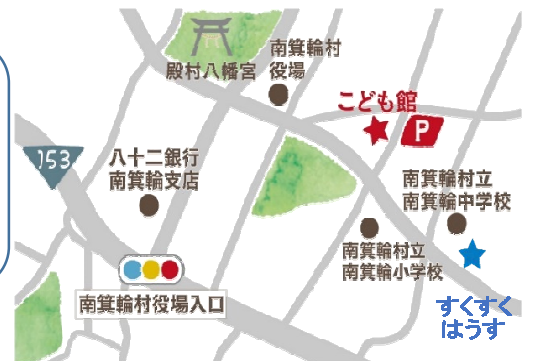 殿村八幡宮
南箕輪村
役場
こども館
P
153
八十二銀行
南箕輪支店
南箕輪村立
南箕輪中学校
南箕輪村立
南箕輪小学校
南箕輪村役場入口
すくすく
はうす